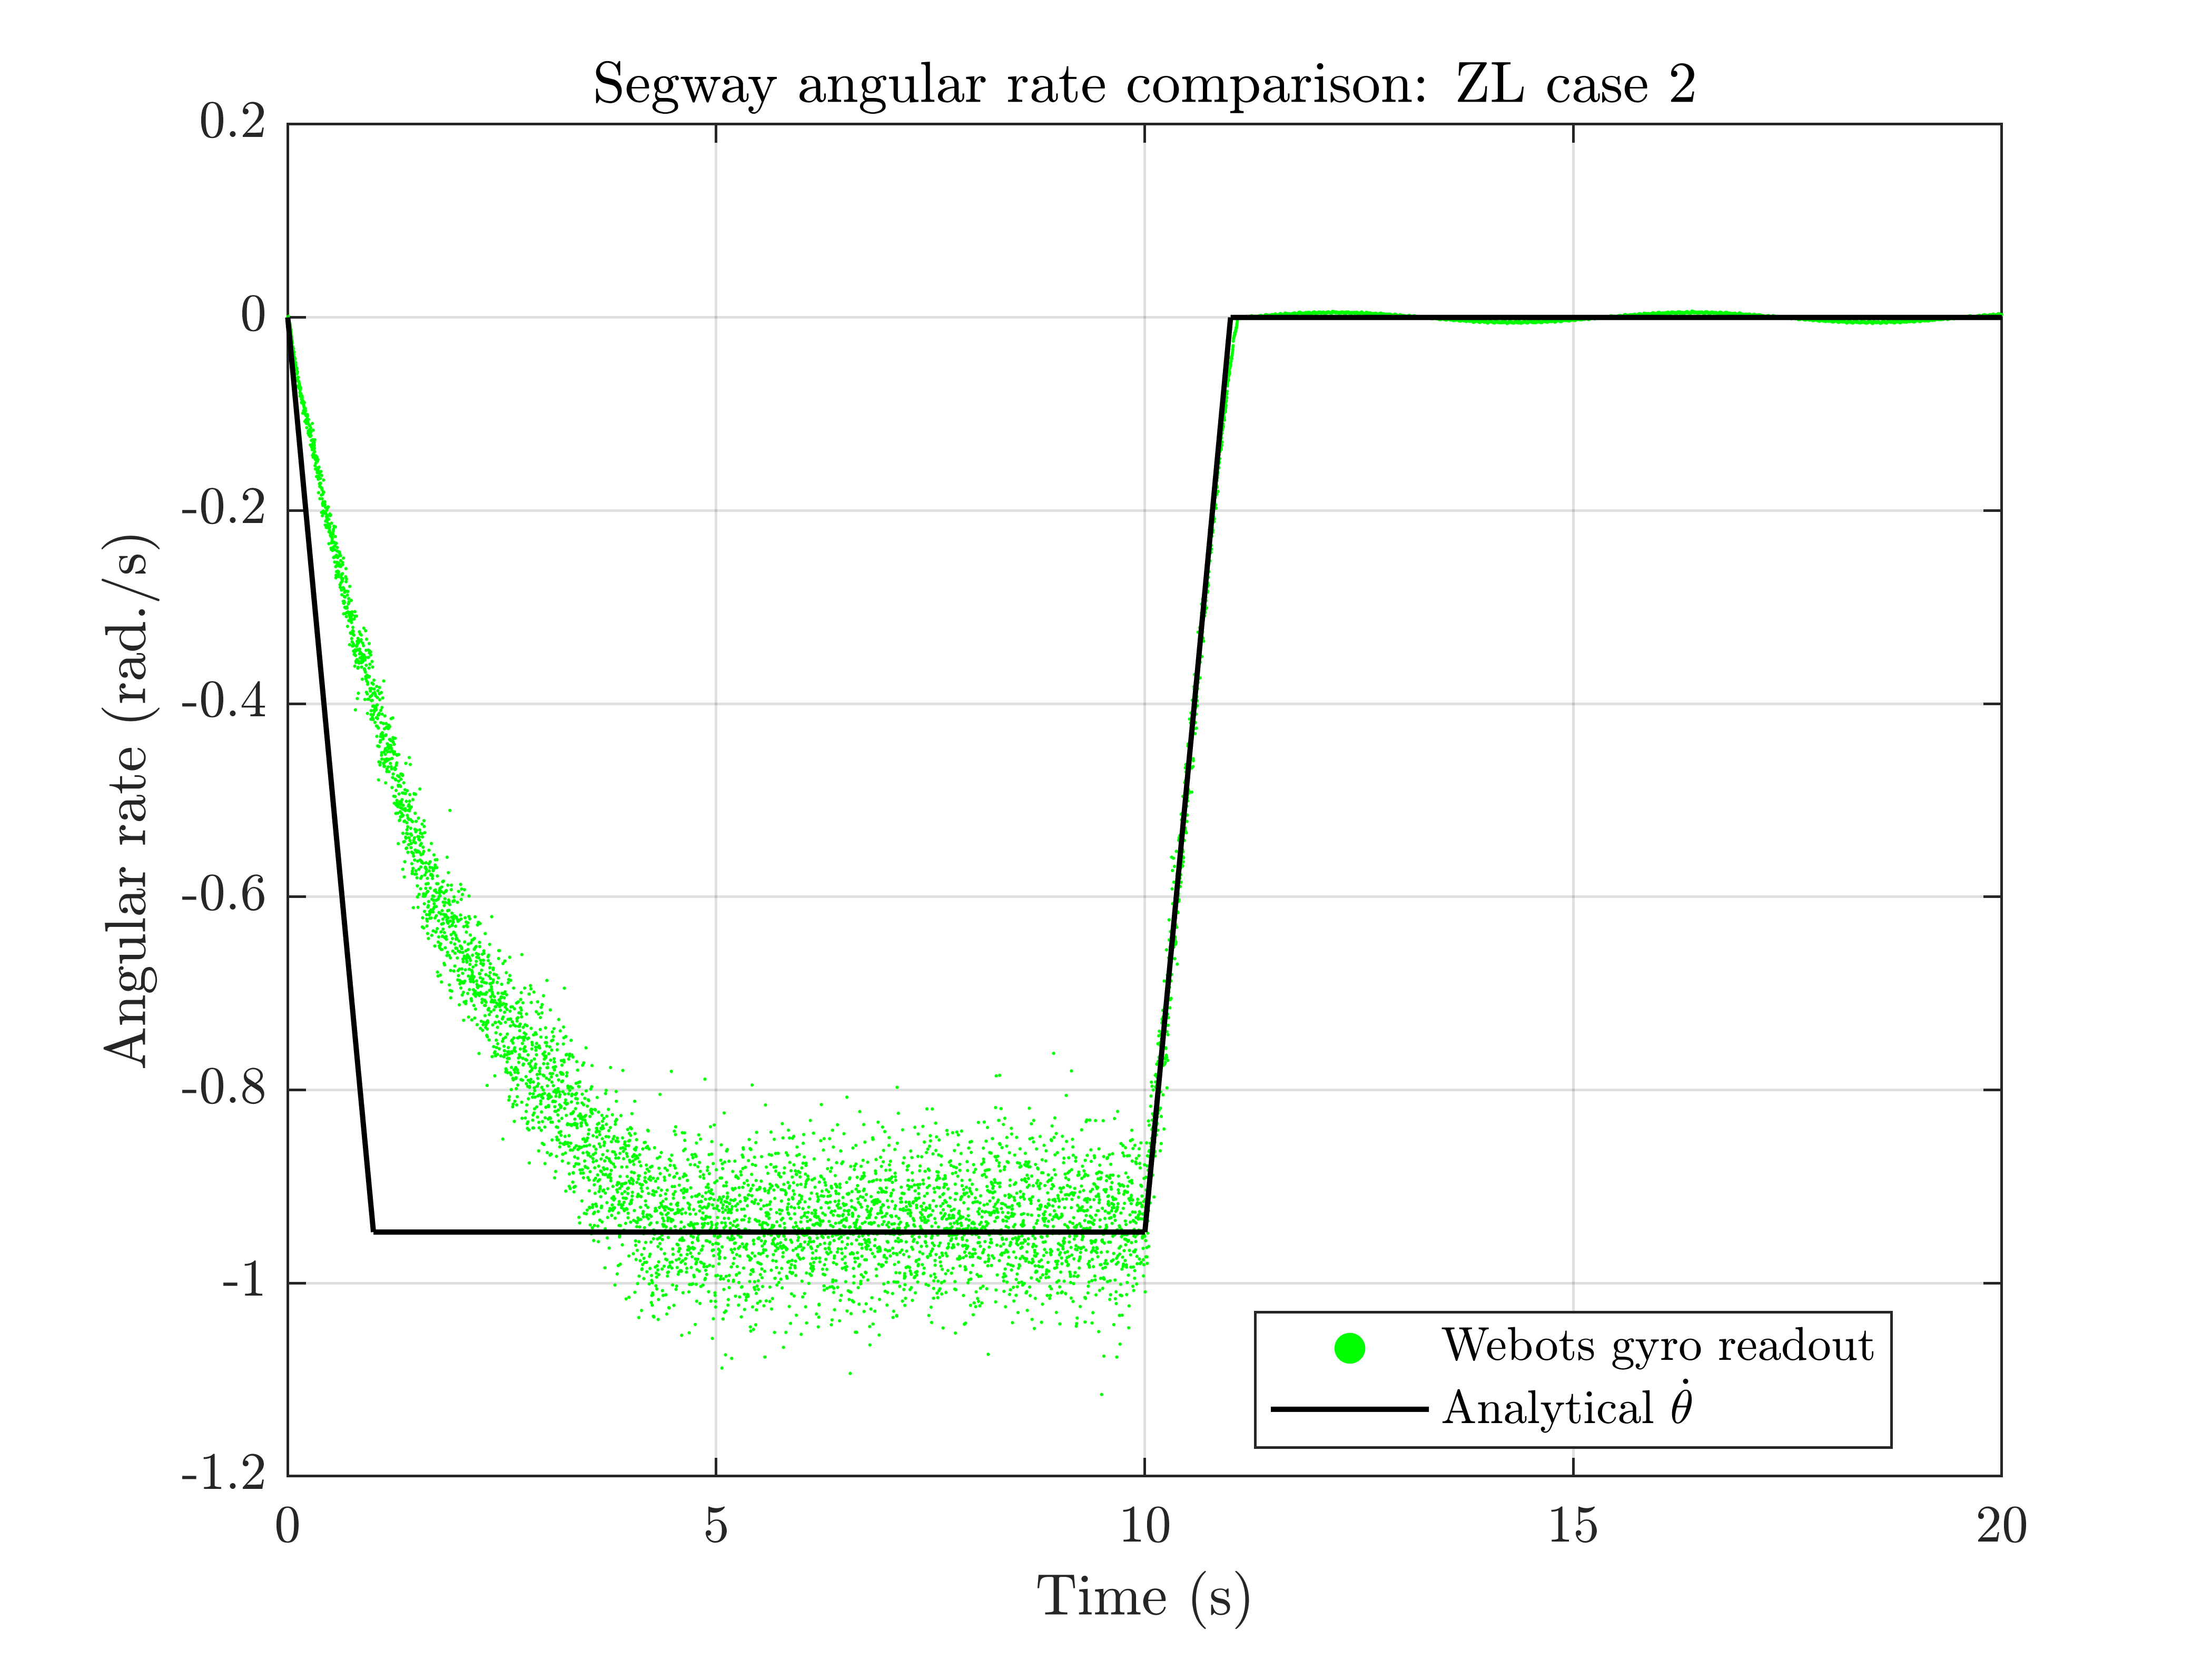 Segway angular rate comparison: ZL case 2
0.2
0
-0.2
-0.4
-0.6
-0.8
-1
-1.2
Angular rate (rad./s)
0 5 10 15 20
Time (s)
Webots gyro readout
Analytical θ̇